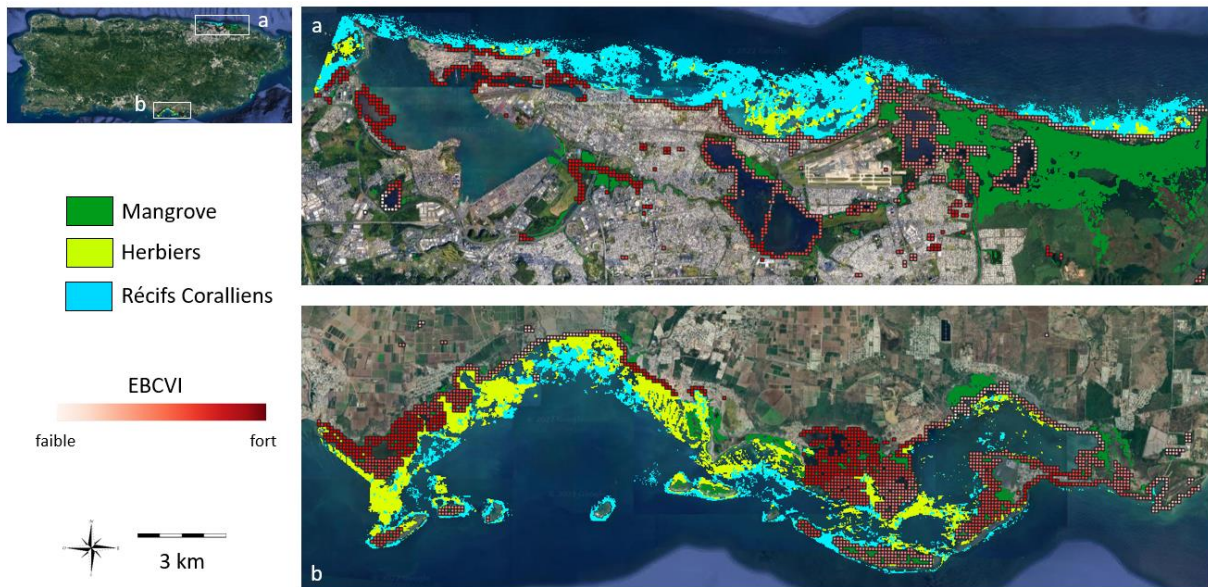 a
b
a
Mangrove
Herbiers
Récifs Coralliens
EBCVI
faible
fort
3 km
b